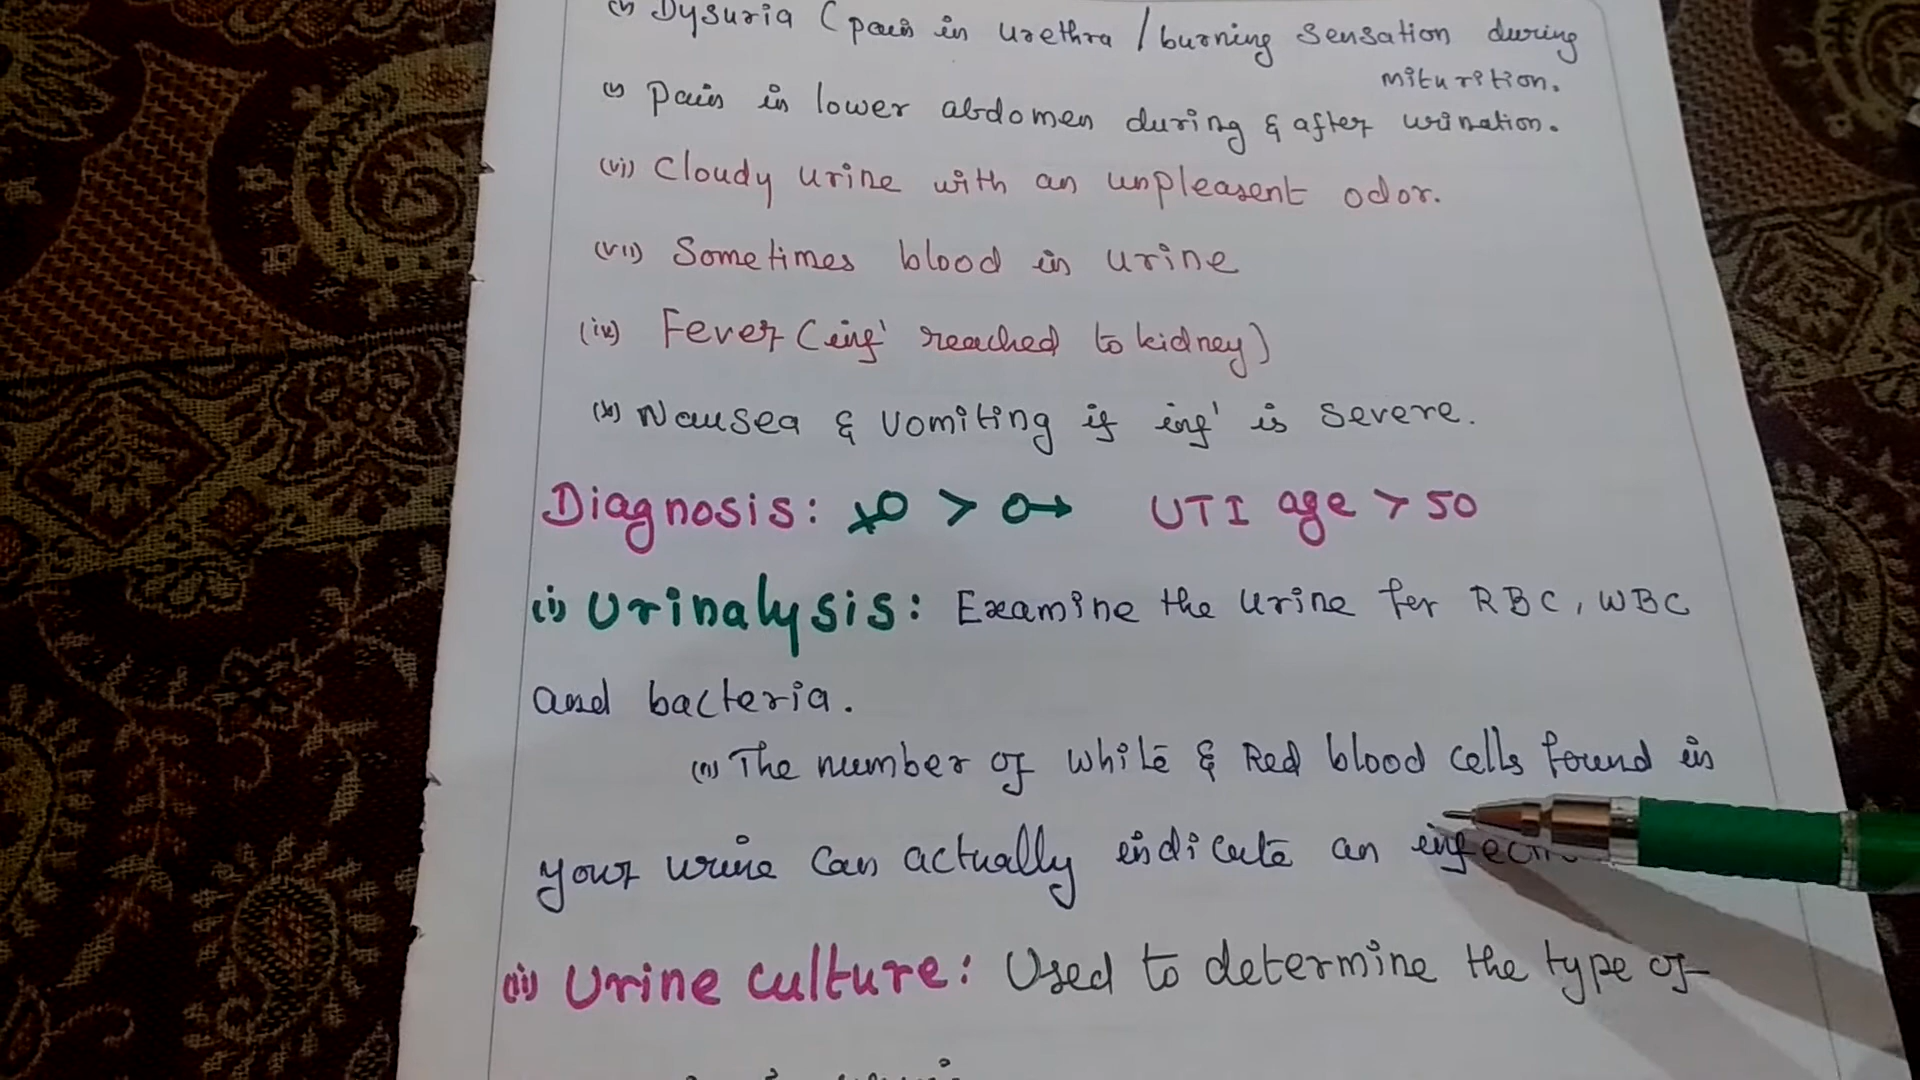 Dysuria (pain in urethra / burning sensation during
miturition.
(v) Pain in lower abdomen during & after urination.
(vi) Cloudy urine with an unpleasent odor.
(vii) Sometimes blood in urine
(ix) Fever (inf' reached to kidney)
(x) Nausea & vomiting if inf' is severe.
Diagnosis: ♀ > ♂ UTI age > 50
(i) Urinalysis: Examine the urine for RBC, WBC
and bacteria.
The number of white & Red blood cells found in
your urine can actually indicate an
(ii) Urine culture: Used to determine the type of